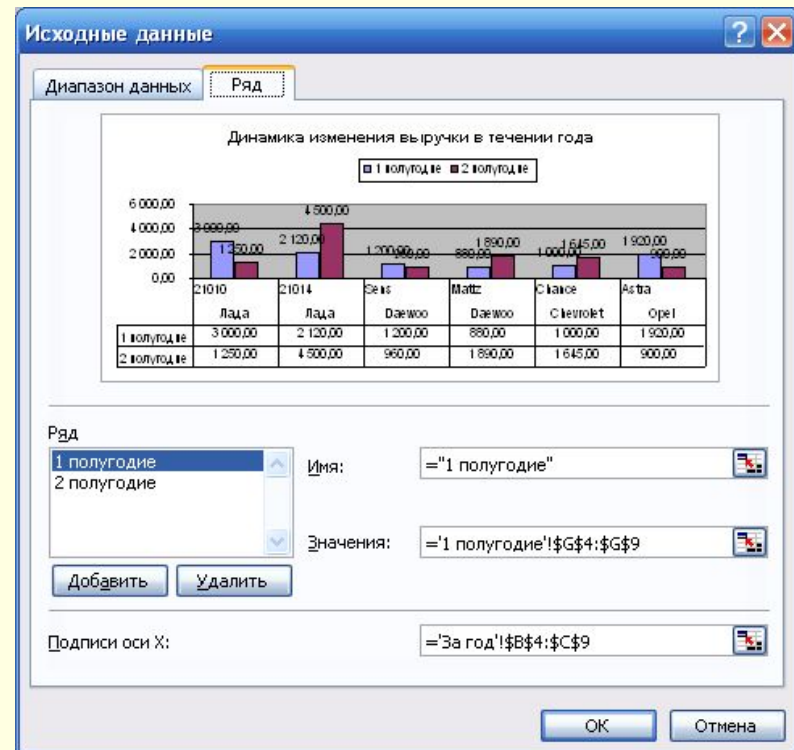 Исходные данные
Диапазон данных Ряд
Динамика изменения выручки в течении года
1 полугодие 2 полугодие
6 000,00
4 000,00
2 000,00
0,00
3 000,00 1 250,00 2 120,00 4 500,00 1 200,00 960,00 880,00 1 890,00 1 000,00 1 645,00 1 920,00 900,00
21010 21014 Sens Matiz Chance Astra
Лада Лада Daewoo Daewoo Chevrolet Opel
1 полугодие 3 000,00 2 120,00 1 200,00 880,00 1 000,00 1 920,00
2 полугодие 1 250,00 4 500,00 960,00 1 890,00 1 645,00 900,00
Ряд
1 полугодие
2 полугодие
Имя: ="1 полугодие"
Значения: ='1 полугодие'!$G$4:$G$9
Добавить Удалить
Подписи оси X: ='За год'!$B$4:$C$9
ОК Отмена